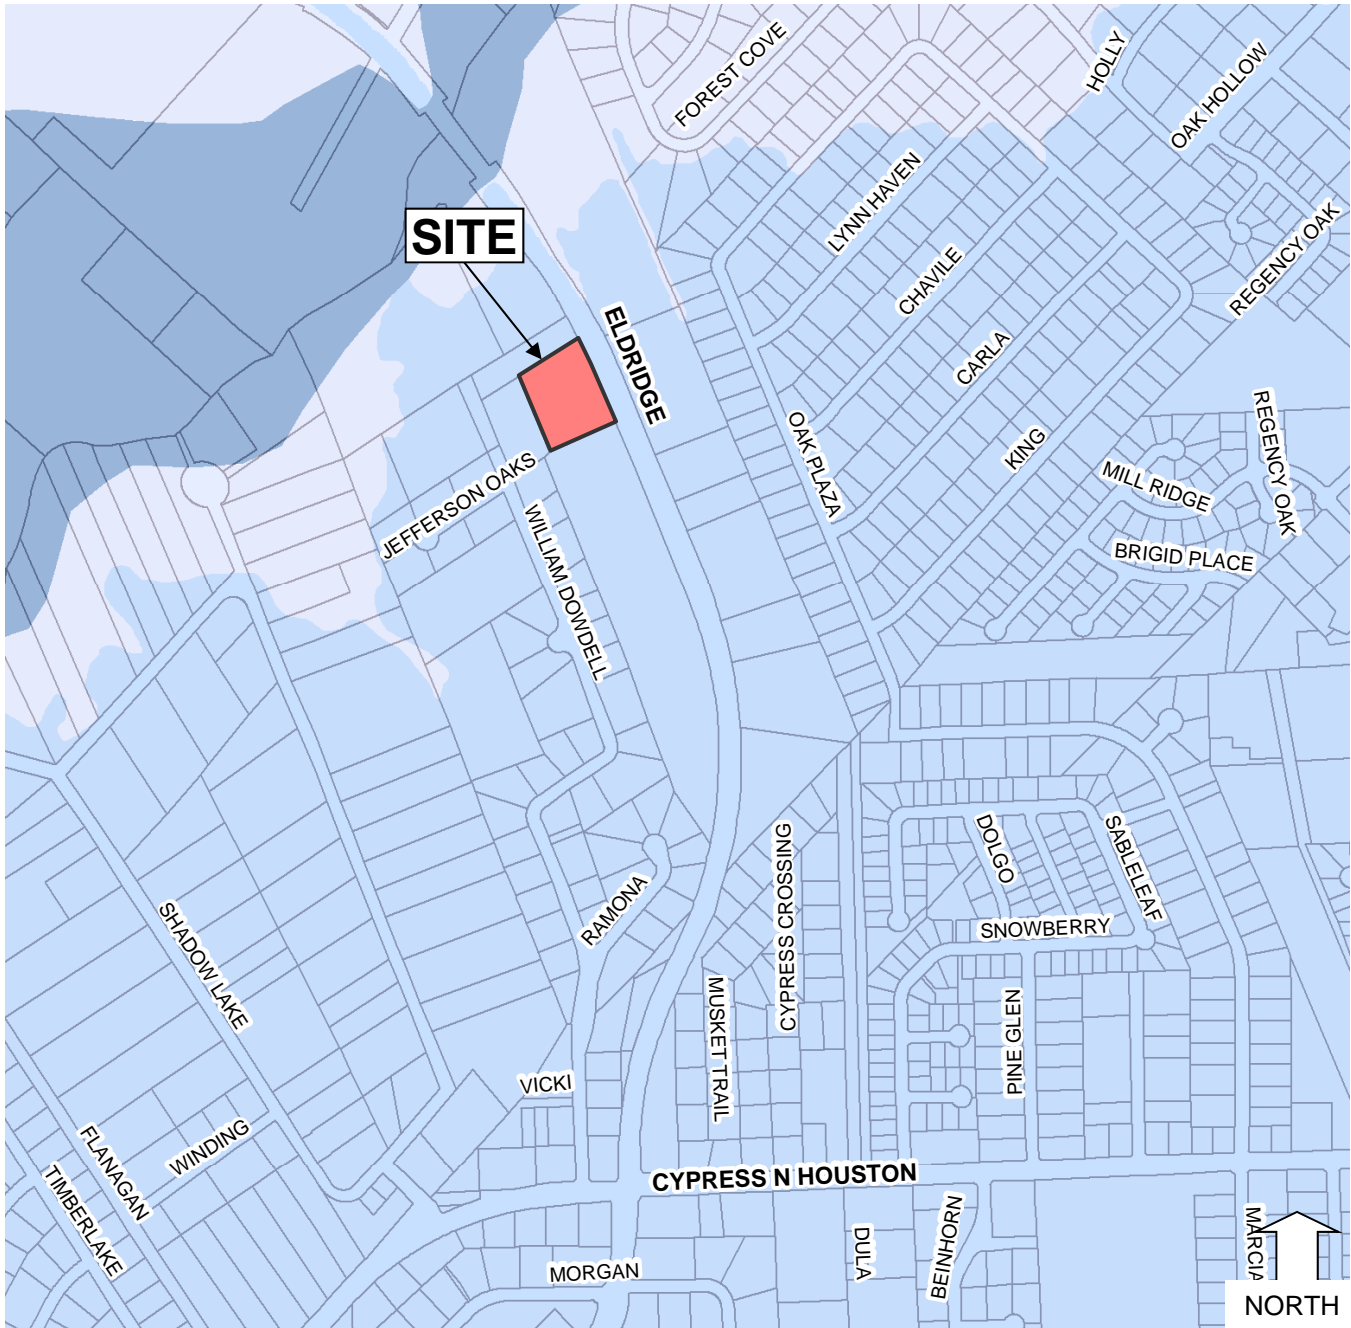 FOREST COVE
HOLLY
OAK HOLLOW
LYNN HAVEN
SITE
REGENCY OAK
CHAVILE
ELDRIDGE
CARLA
OAK PLAZA
KING
REGENCY OAK
MILL RIDGE
JEFFERSON OAKS
BRIGID PLACE
WILLIAM DOWDELL
CYPRESS CROSSING
DOLGO
SABLELEAF
RAMONA
SNOWBERRY
SHADOW LAKE
MUSKET TRAIL
PINE GLEN
VICKI
WINDING
FLANAGAN
TIMBERLAKE
CYPRESS N HOUSTON
DULA
BEINHORN
MARCIA
MORGAN
NORTH